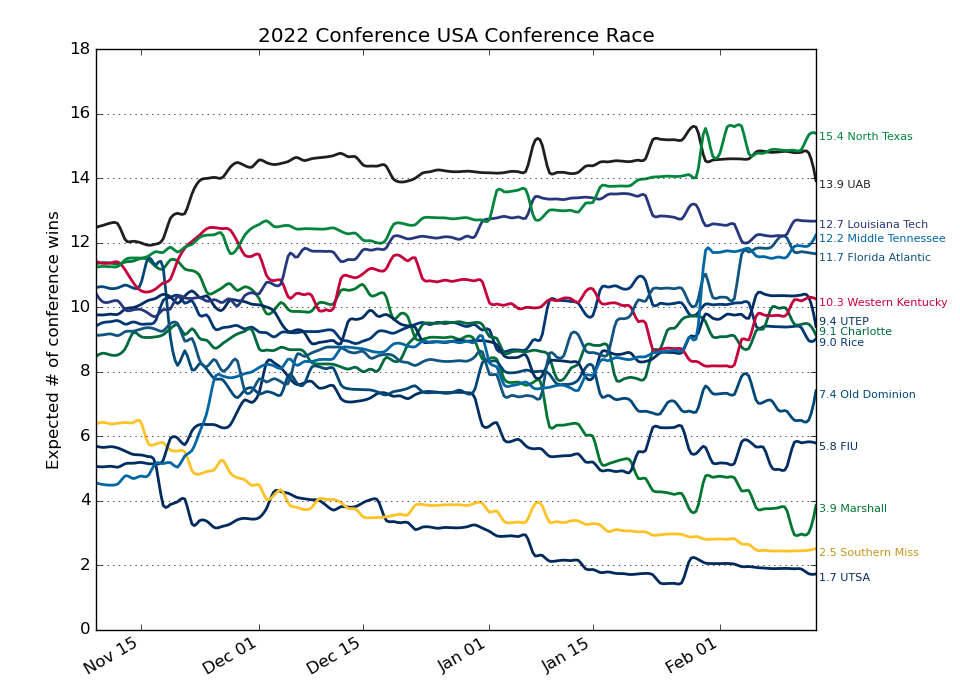 2022 Conference USA Conference Race
Expected # of conference wins
18
16
14
12
10
8
6
4
2
0
Nov 15
Dec 01
Dec 15
Jan 01
Jan 15
Feb 01
15.4 North Texas
13.9 UAB
12.7 Louisiana Tech
12.2 Middle Tennessee
11.7 Florida Atlantic
10.3 Western Kentucky
9.4 UTEP
9.1 Charlotte
9.0 Rice
7.4 Old Dominion
5.8 FIU
3.9 Marshall
2.5 Southern Miss
1.7 UTSA